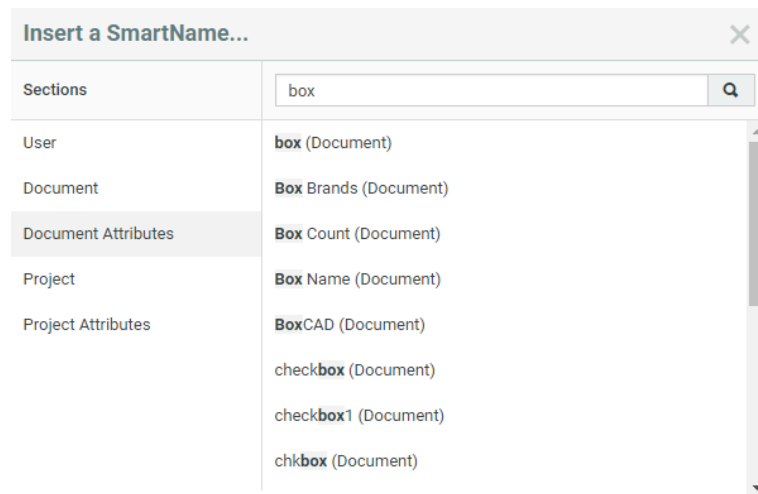 Insert a SmartName...
Sections
box
User
box (Document)
Document
Box Brands (Document)
Document Attributes
Box Count (Document)
Project
Box Name (Document)
Project Attributes
BoxCAD (Document)
checkbox (Document)
checkbox1 (Document)
chkbox (Document)